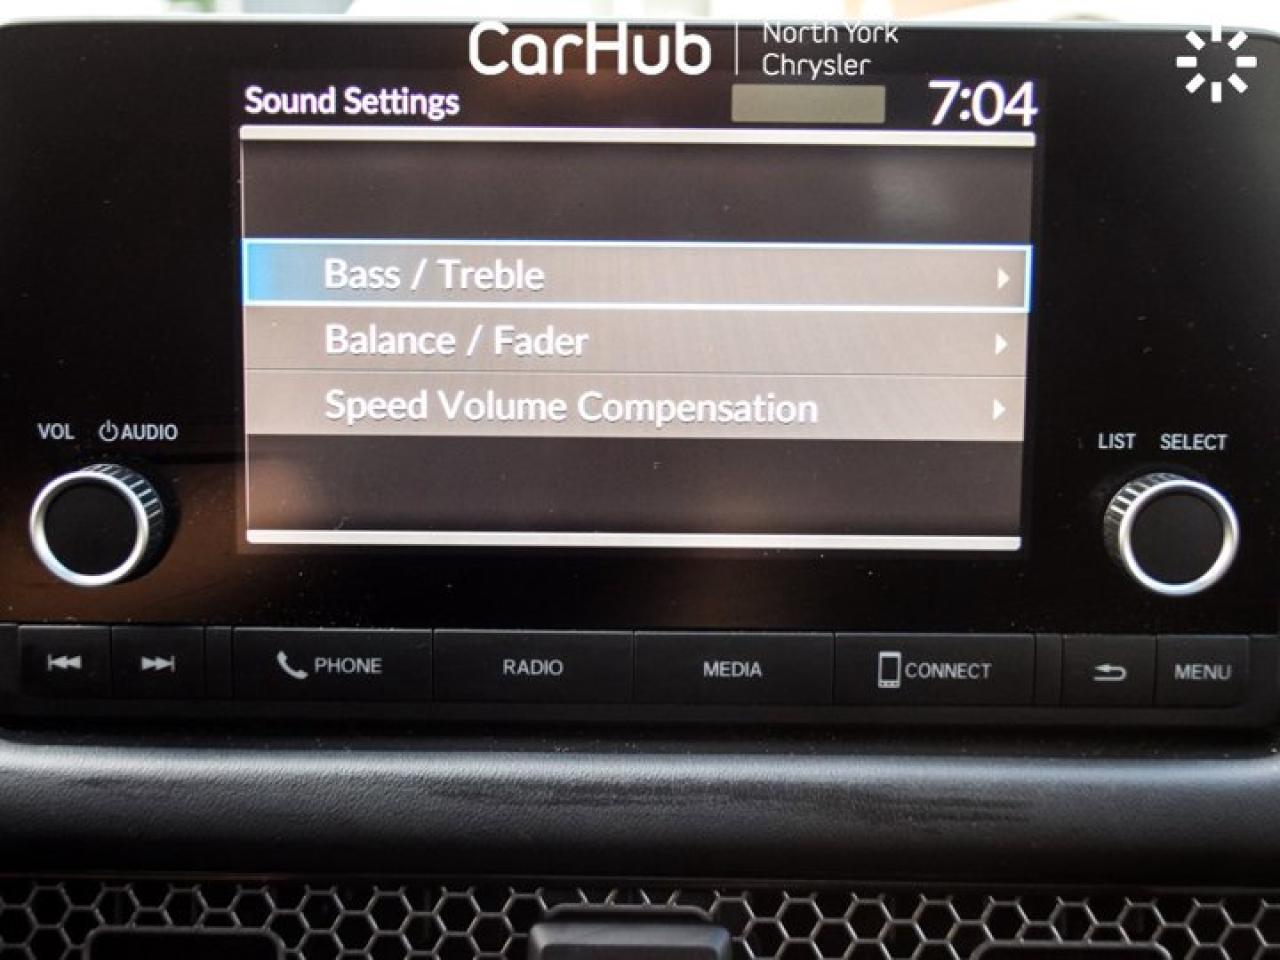 CarHub
North York
Chrysler
Sound Settings
7:04
Bass / Treble
Balance / Fader
Speed Volume Compensation
VOL AUDIO
LIST SELECT
PHONE
RADIO
MEDIA
CONNECT
MENU